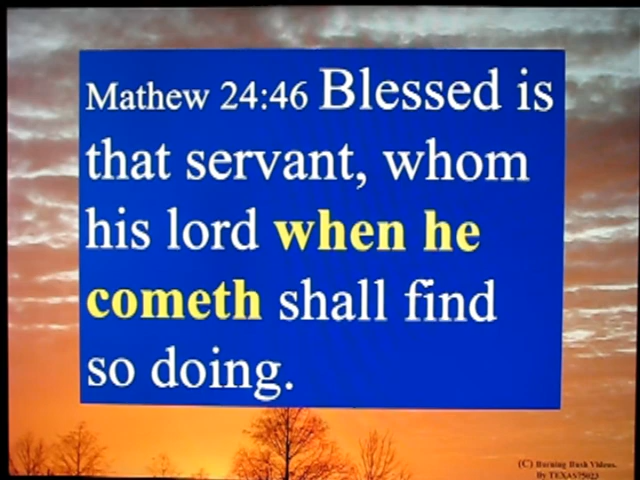 Mathew 24:46 Blessed is
that servant, whom
his lord when he
cometh shall find
so doing.
(C) Burning Bush Videos.
By TEXAS75023